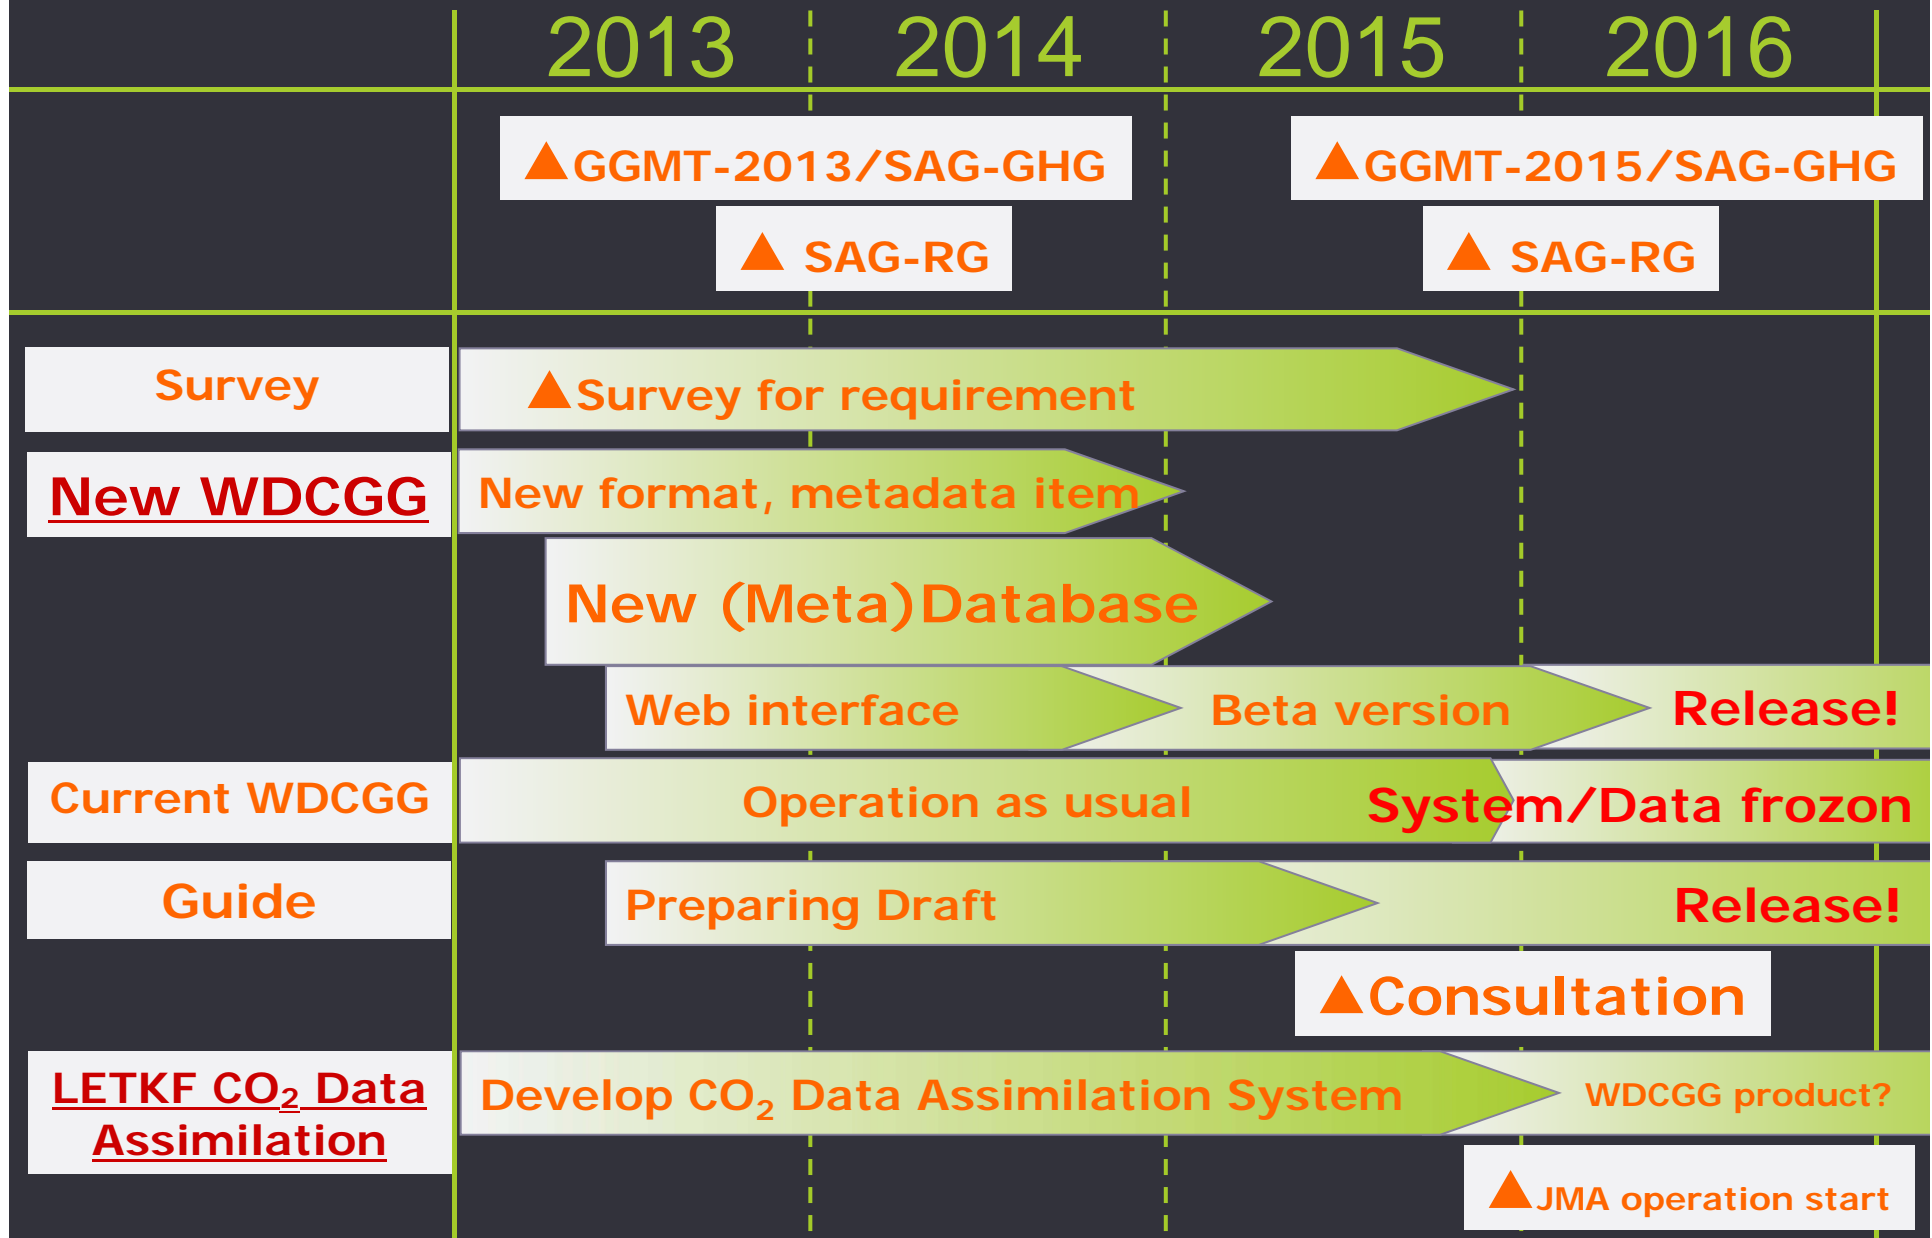 2013 2014 2015 2016
▲GGMT-2013/SAG-GHG ▲GGMT-2015/SAG-GHG
▲ SAG-RG ▲ SAG-RG
Survey ▲Survey for requirement
New WDCGG New format, metadata item
New (Meta)Database
Web interface Beta version Release!
Current WDCGG Operation as usual System/Data frozon
Guide Preparing Draft Release!
▲Consultation
LETKF CO₂ Data
Assimilation
Develop CO₂ Data Assimilation System WDCGG product?
▲JMA operation start